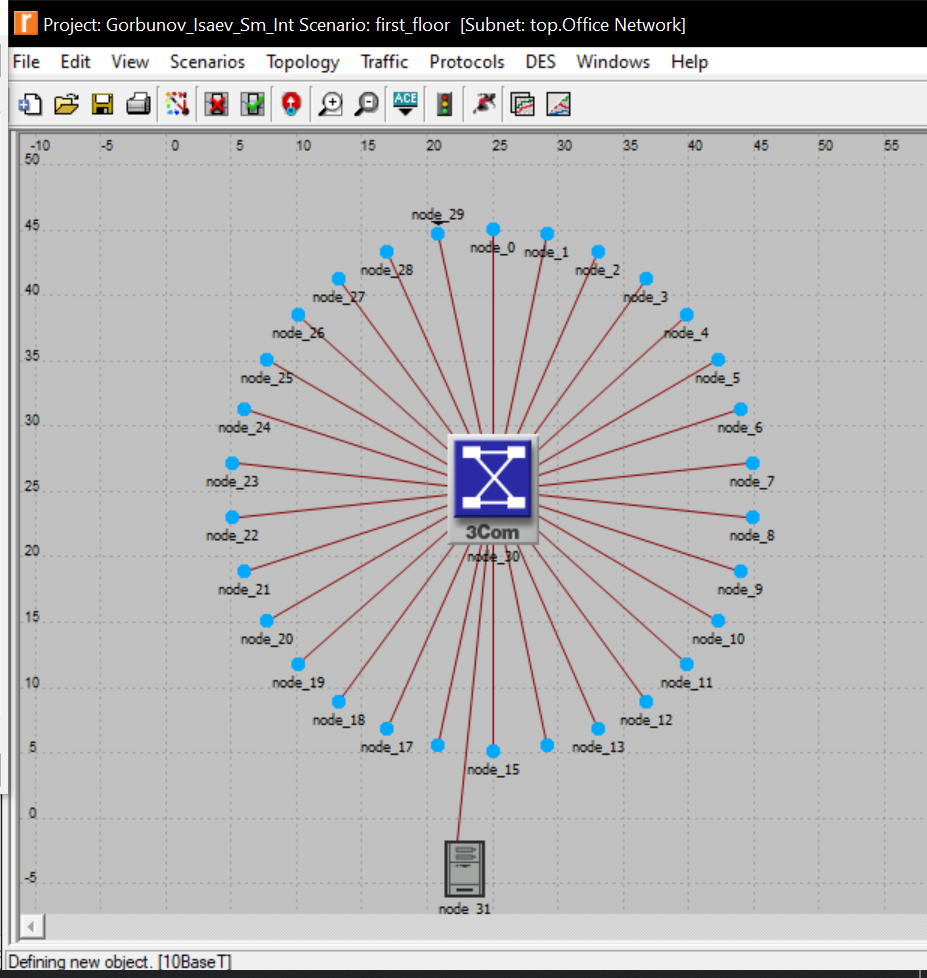 r Project: Gorbunov_Isaev_Sm_Int Scenario: first_floor [Subnet: top.Office Network]
File Edit View Scenarios Topology Traffic Protocols DES Windows Help
ACE
-10 -5 0 5 10 15 20 25 30 35 40 45 50 55
50
node_29
45
node_0
node_1
node_28
node_2
40
node_27
node_3
node_26
node_4
35
node_25
node_5
30
node_24
node_6
25
node_23
node_7
3Com
node_22
node_8
20
node_30
node_21
node_9
15
node_20
node_10
10
node_19
node_11
node_18
node_12
5
node_17
node_13
node_15
0
-5
node_31
Defining new object. [10BaseT]